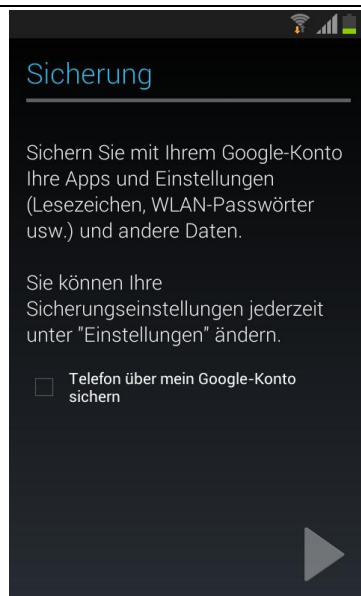 Sicherung
Sichern Sie mit Ihrem Google-Konto
Ihre Apps und Einstellungen
(Lesezeichen, WLAN-Passwörter
usw.) und andere Daten.
Sie können Ihre
Sicherungseinstellungen jederzeit
unter "Einstellungen" ändern.
Telefon über mein Google-Konto
sichern